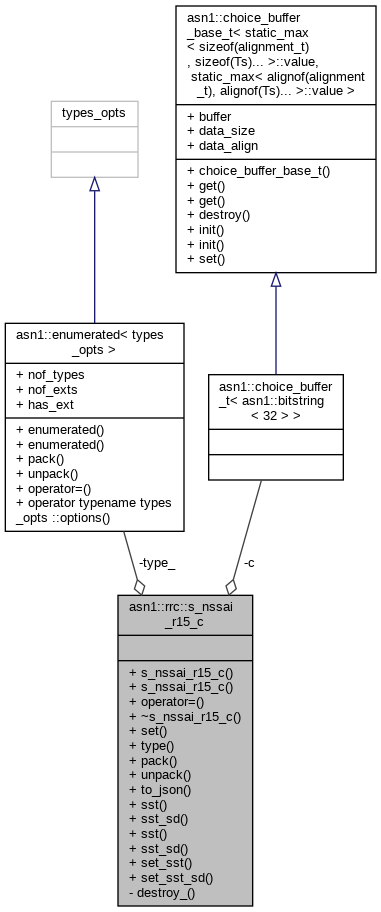 asn1::choice_buffer
_base_t< static_max
< sizeof(alignment_t)
, sizeof(Ts)... >::value,
static_max< alignof(alignment
_t), alignof(Ts)... >::value >
+ buffer
+ data_size
+ data_align
+ choice_buffer_base_t()
+ get()
+ get()
+ destroy()
+ init()
+ init()
+ set()
types_opts
asn1::enumerated< types
_opts >
+ nof_types
+ nof_exts
+ has_ext
+ enumerated()
+ enumerated()
+ pack()
+ unpack()
+ operator=()
+ operator typename types
_opts ::options()
asn1::choice_buffer
_t< asn1::bitstring
< 32 > >
-type_
-c
asn1::rrc::s_nssai
_r15_c
+ s_nssai_r15_c()
+ s_nssai_r15_c()
+ operator=()
+ ~s_nssai_r15_c()
+ set()
+ type()
+ pack()
+ unpack()
+ to_json()
+ sst()
+ sst_sd()
+ sst()
+ sst_sd()
+ set_sst()
+ set_sst_sd()
- destroy_()